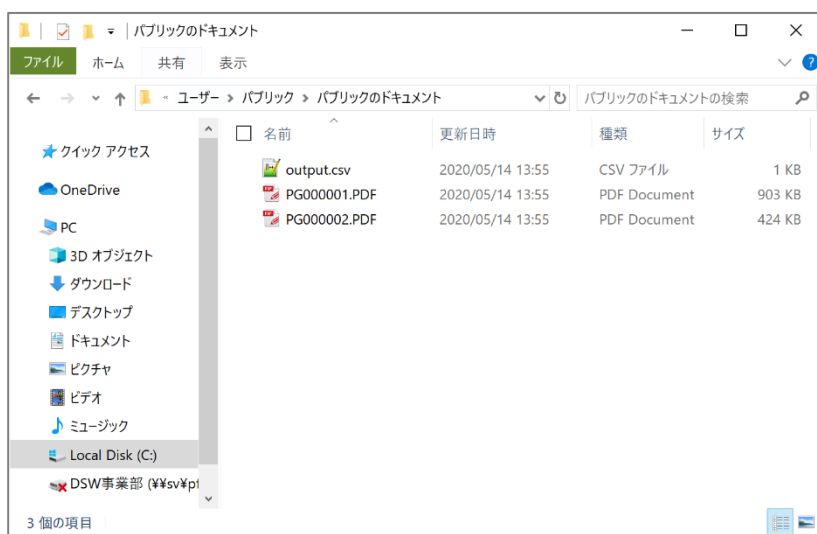 パブリックのドキュメント
ファイル ホーム 共有 表示
« ユーザー > パブリック > パブリックのドキュメント パブリックのドキュメントの検索
クイック アクセス
OneDrive
PC
3D オブジェクト
ダウンロード
デスクトップ
ドキュメント
ピクチャ
ビデオ
ミュージック
Local Disk (C:)
DSW事業部 (¥¥sv¥
名前 更新日時 種類 サイズ
output.csv 2020/05/14 13:55 CSV ファイル 1 KB
PG000001.PDF 2020/05/14 13:55 PDF Document 903 KB
PG000002.PDF 2020/05/14 13:55 PDF Document 424 KB
3 個の項目